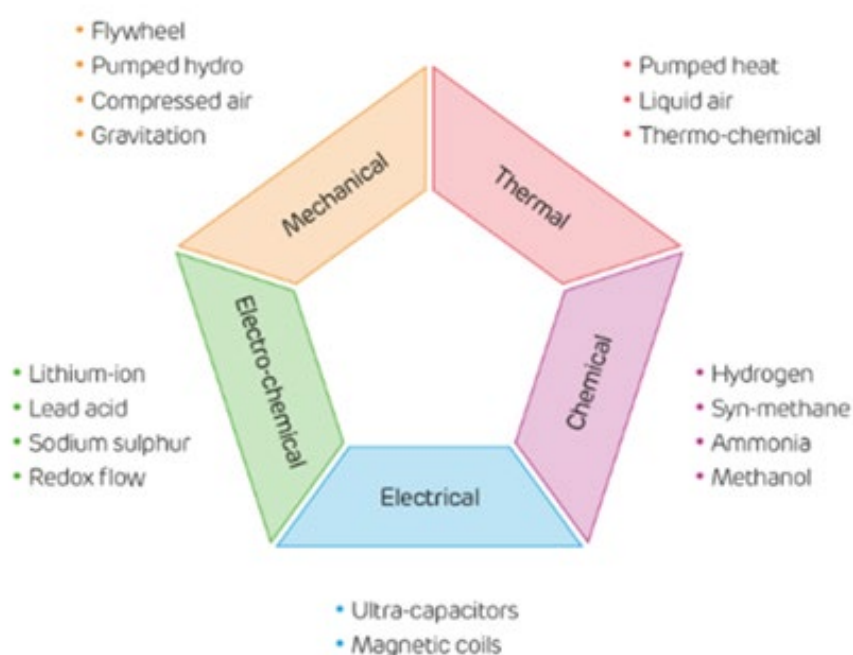 Flywheel
Pumped hydro
Compressed air
Gravitation
Pumped heat
Liquid air
Thermo-chemical
Mechanical
Thermal
Electro-chemical
Chemical
Electrical
Lithium-ion
Lead acid
Sodium sulphur
Redox flow
Hydrogen
Syn-methane
Ammonia
Methanol
Ultra-capacitors
Magnetic coils